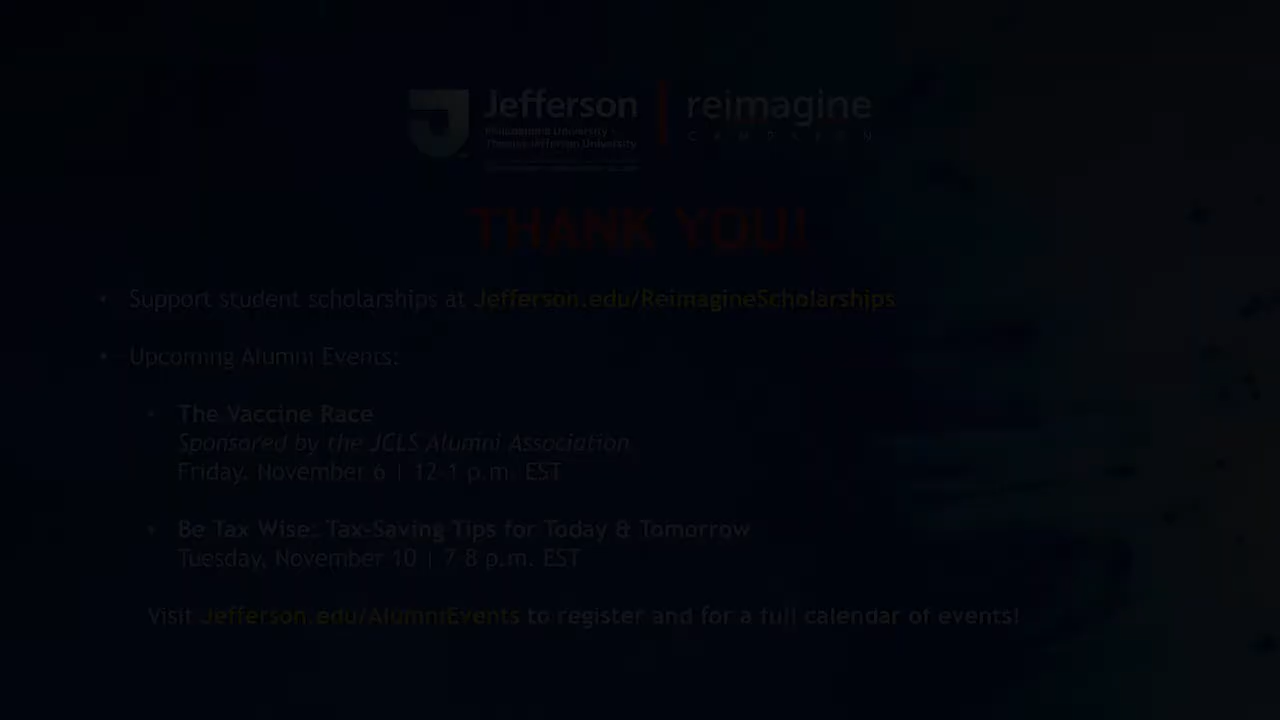 Jefferson
Philadelphia University +
Thomas Jefferson University
reimagine
CAMPAIGN
THANK YOU!
• Support student scholarships at Jefferson.edu/ReimagineScholarships
• Upcoming Alumni Events:
• The Vaccine Race
Sponsored by the JCLS Alumni Association
Friday, November 6 | 12-1 p.m. EST
• Be Tax Wise: Tax-Saving Tips for Today & Tomorrow
Tuesday, November 10 | 7-8 p.m. EST
Visit Jefferson.edu/AlumniEvents to register and for a full calendar of events!